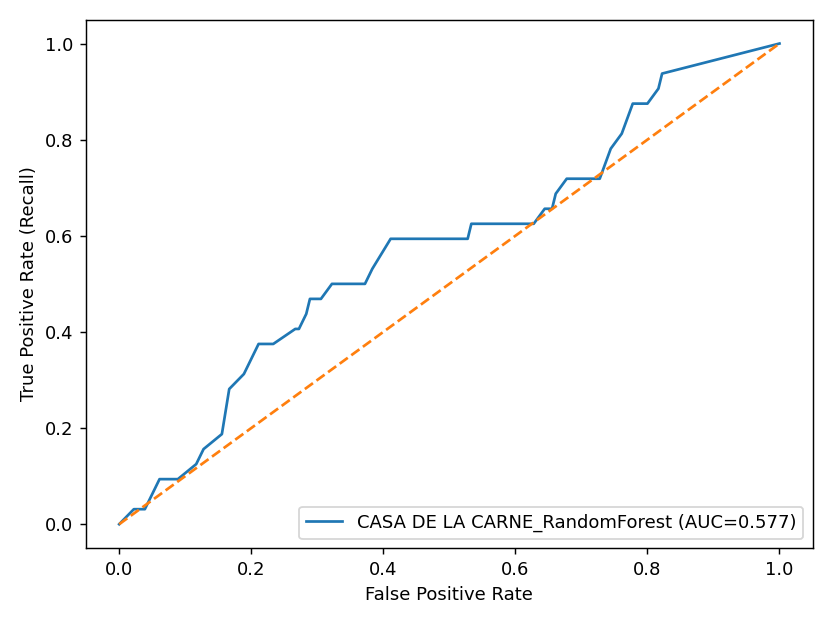 1.0
0.8
0.6
0.4
0.2
0.0
True Positive Rate (Recall)
CASA DE LA CARNE_RandomForest (AUC=0.577)
0.0 0.2 0.4 0.6 0.8 1.0
False Positive Rate